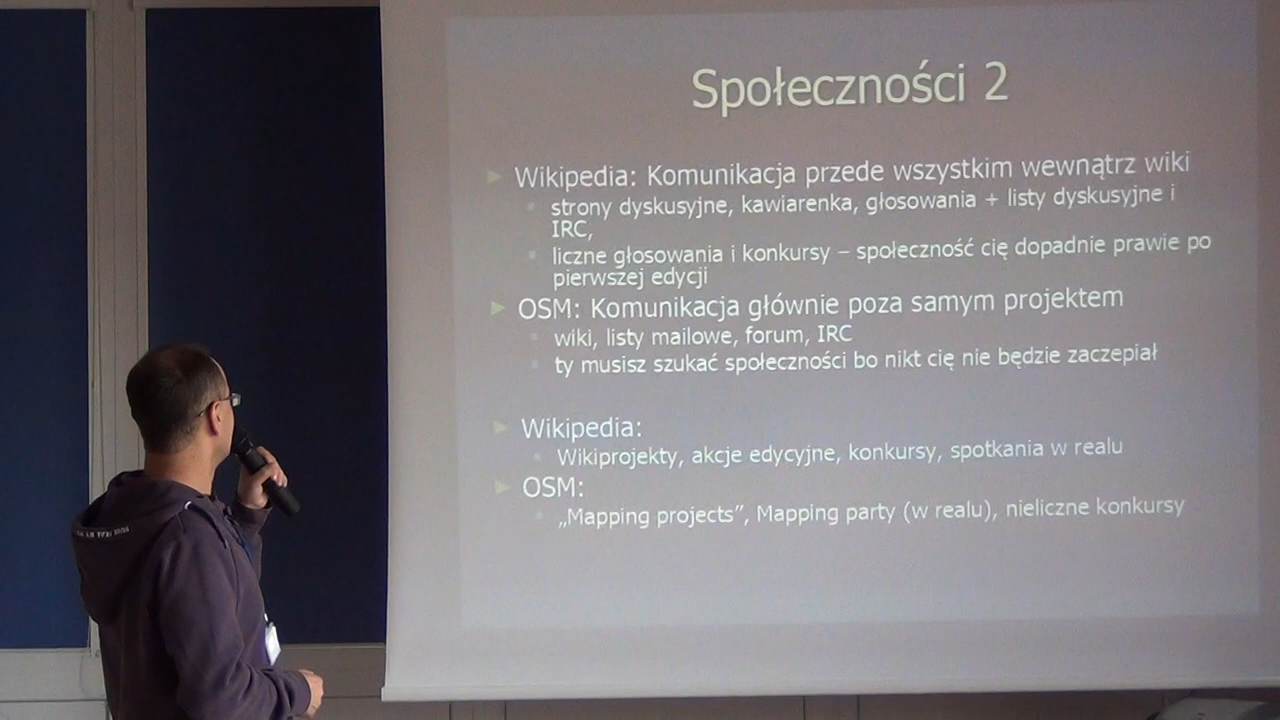 Społeczności 2
Wikipedia: Komunikacja przede wszystkim wewnątrz wiki
strony dyskusyjne, kawiarenka, głosowania + listy dyskusyjne i
IRC,
liczne głosowania i konkursy – społeczność cię dopadnie prawie po
pierwszej edycji
OSM: Komunikacja głównie poza samym projektem
wiki, listy mailowe, forum, IRC
ty musisz szukać społeczności bo nikt cię nie będzie zaczepiał
Wikipedia:
Wikiprojekty, akcje edycyjne, konkursy, spotkania w realu
OSM:
„Mapping projects”, Mapping party (w realu), nieliczne konkursy